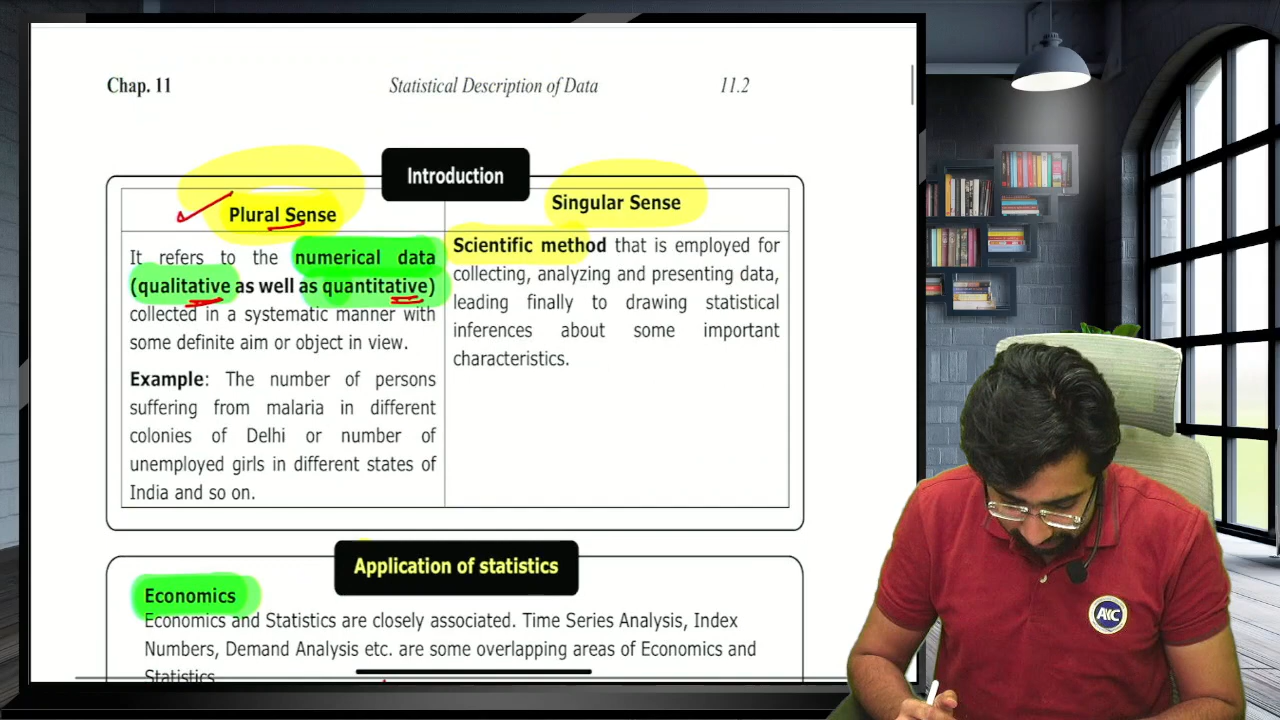 Chap. 11 Statistical Description of Data 11.2
Introduction
Plural Sense
It refers to the numerical data
(qualitative as well as quantitative)
collected in a systematic manner with
some definite aim or object in view.
Example: The number of persons
suffering from malaria in different
colonies of Delhi or number of
unemployed girls in different states of
India and so on.
Singular Sense
Scientific method that is employed for
collecting, analyzing and presenting data,
leading finally to drawing statistical
inferences about some important
characteristics.
Application of statistics
Economics
Economics and Statistics are closely associated. Time Series Analysis, Index
Numbers, Demand Analysis etc. are some overlapping areas of Economics and
Statistics